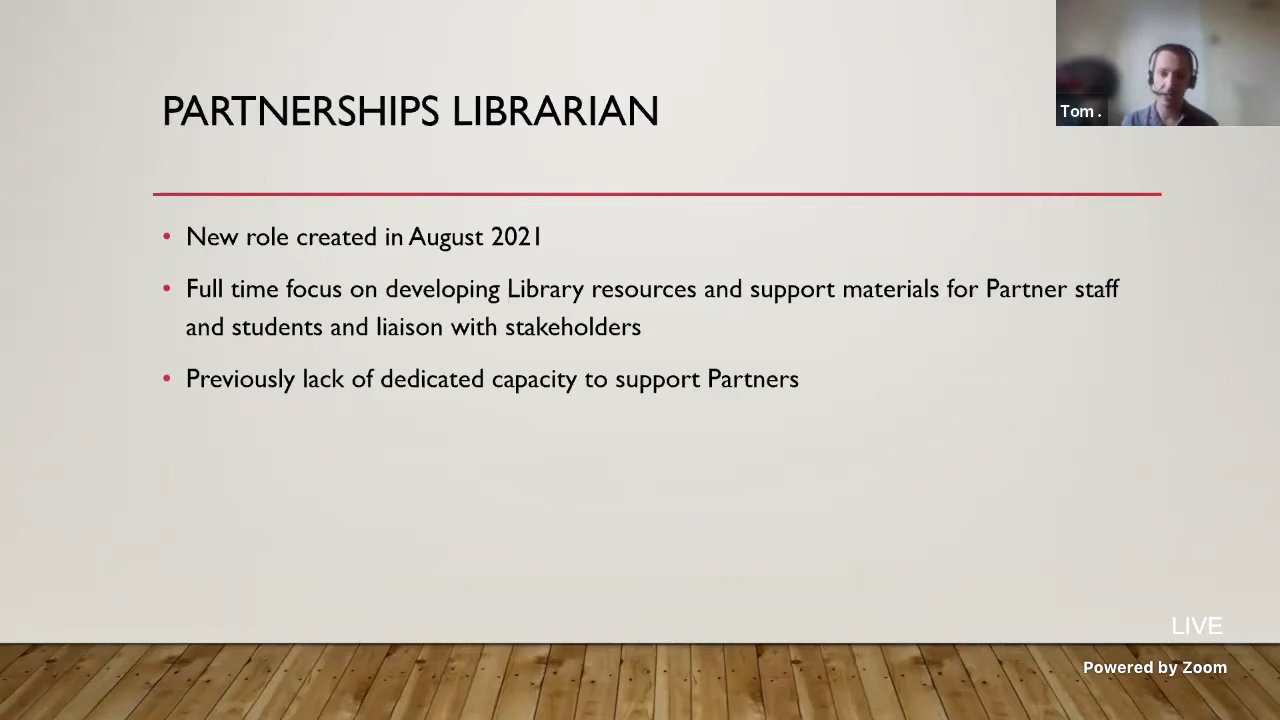 PARTNERSHIPS LIBRARIAN
Tom .
• New role created in August 2021
• Full time focus on developing Library resources and support materials for Partner staff
and students and liaison with stakeholders
• Previously lack of dedicated capacity to support Partners
LIVE
Powered by Zoom